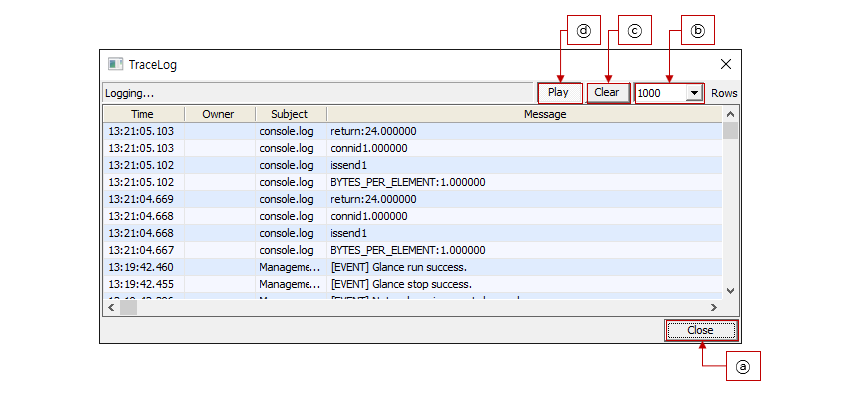 ⓓ ⓒ ⓑ
TraceLog
Logging... Play Clear 1000 Rows
Time Owner Subject Message
13:21:05.103 console.log return:24.000000
13:21:05.103 console.log connid1.000000
13:21:05.102 console.log issend1
13:21:05.102 console.log BYTES_PER_ELEMENT:1.000000
13:21:04.669 console.log return:24.000000
13:21:04.668 console.log connid1.000000
13:21:04.668 console.log issend1
13:21:04.667 console.log BYTES_PER_ELEMENT:1.000000
13:19:42.460 Manageme... [EVENT] Glance run success.
13:19:42.455 Manageme... [EVENT] Glance stop success.
Close
ⓐ